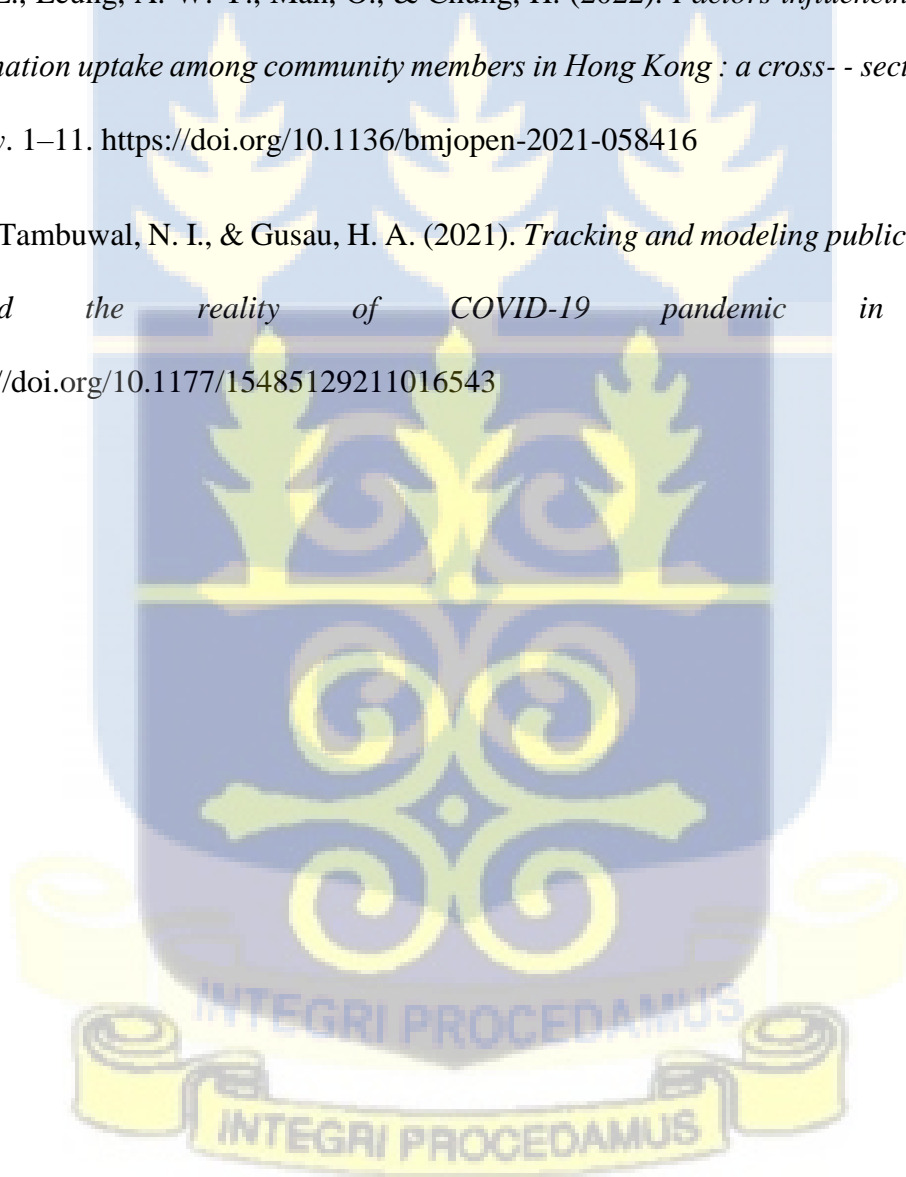 Leung, A. W. Y., Man, O., & Chung, H. (2022). Factors influencing
nation uptake among community members in Hong Kong : a cross- - sect
. 1–11. https://doi.org/10.1136/bmjopen-2021-058416
Tambuwal, N. I., & Gusau, H. A. (2021). Tracking and modeling public
d the reality of COVID-19 pandemic in
//doi.org/10.1177/15485129211016543
INTEGRI PROCEDAMUS
INTEGRI PROCEDAMUS